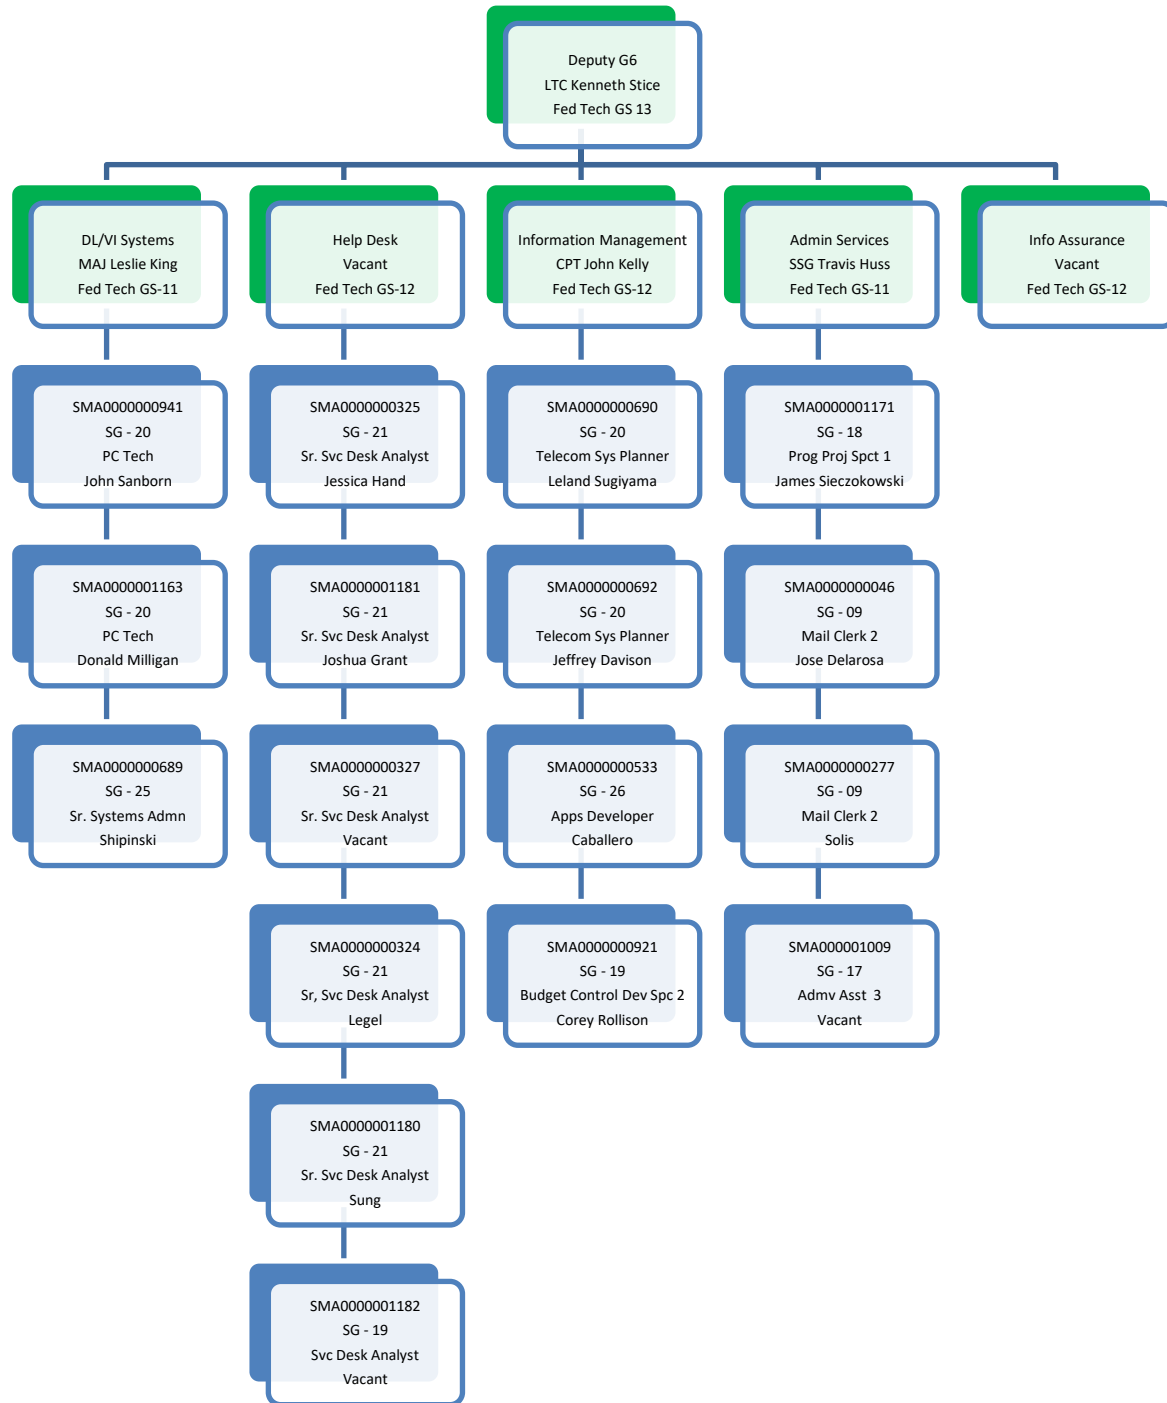 Deputy G6
LTC Kenneth Stice
Fed Tech GS 13
DL/VI Systems
MAJ Leslie King
Fed Tech GS-11
Help Desk
Vacant
Fed Tech GS-12
Information Management
CPT John Kelly
Fed Tech GS-12
Admin Services
SSG Travis Huss
Fed Tech GS-11
Info Assurance
Vacant
Fed Tech GS-12
SMA0000000941
SG - 20
PC Tech
John Sanborn
SMA0000000325
SG - 21
Sr. Svc Desk Analyst
Jessica Hand
SMA0000000690
SG - 20
Telecom Sys Planner
Leland Sugiyama
SMA0000001171
SG - 18
Prog Proj Spct 1
James Sieczokowski
SMA0000001163
SG - 20
PC Tech
Donald Milligan
SMA0000001181
SG - 21
Sr. Svc Desk Analyst
Joshua Grant
SMA0000000692
SG - 20
Telecom Sys Planner
Jeffrey Davison
SMA0000000046
SG - 09
Mail Clerk 2
Jose Delarosa
SMA0000000689
SG - 25
Sr. Systems Admn
Shipinski
SMA0000000327
SG - 21
Sr. Svc Desk Analyst
Vacant
SMA0000000533
SG - 26
Apps Developer
Caballero
SMA0000000277
SG - 09
Mail Clerk 2
Solis
SMA0000000324
SG - 21
Sr, Svc Desk Analyst
Legel
SMA0000000921
SG - 19
Budget Control Dev Spc 2
Corey Rollison
SMA000001009
SG - 17
Admv Asst  3
Vacant
SMA0000001180
SG - 21
Sr. Svc Desk Analyst
Sung
SMA0000001182
SG - 19
Svc Desk Analyst
Vacant